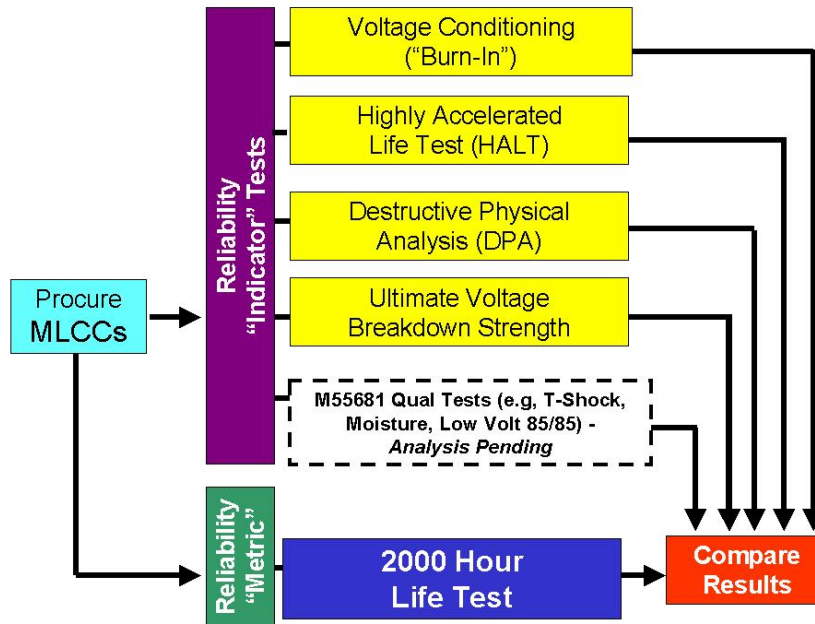 Voltage Conditioning
(“Burn-In”)
Highly Accelerated
Life Test (HALT)
Destructive Physical
Analysis (DPA)
Ultimate Voltage
Breakdown Strength
M55681 Qual Tests (e.g, T-Shock,
Moisture, Low Volt 85/85) -
Analysis Pending
Reliability
“Indicator” Tests
Procure
MLCCs
Reliability
“Metric”
2000 Hour
Life Test
Compare
Results